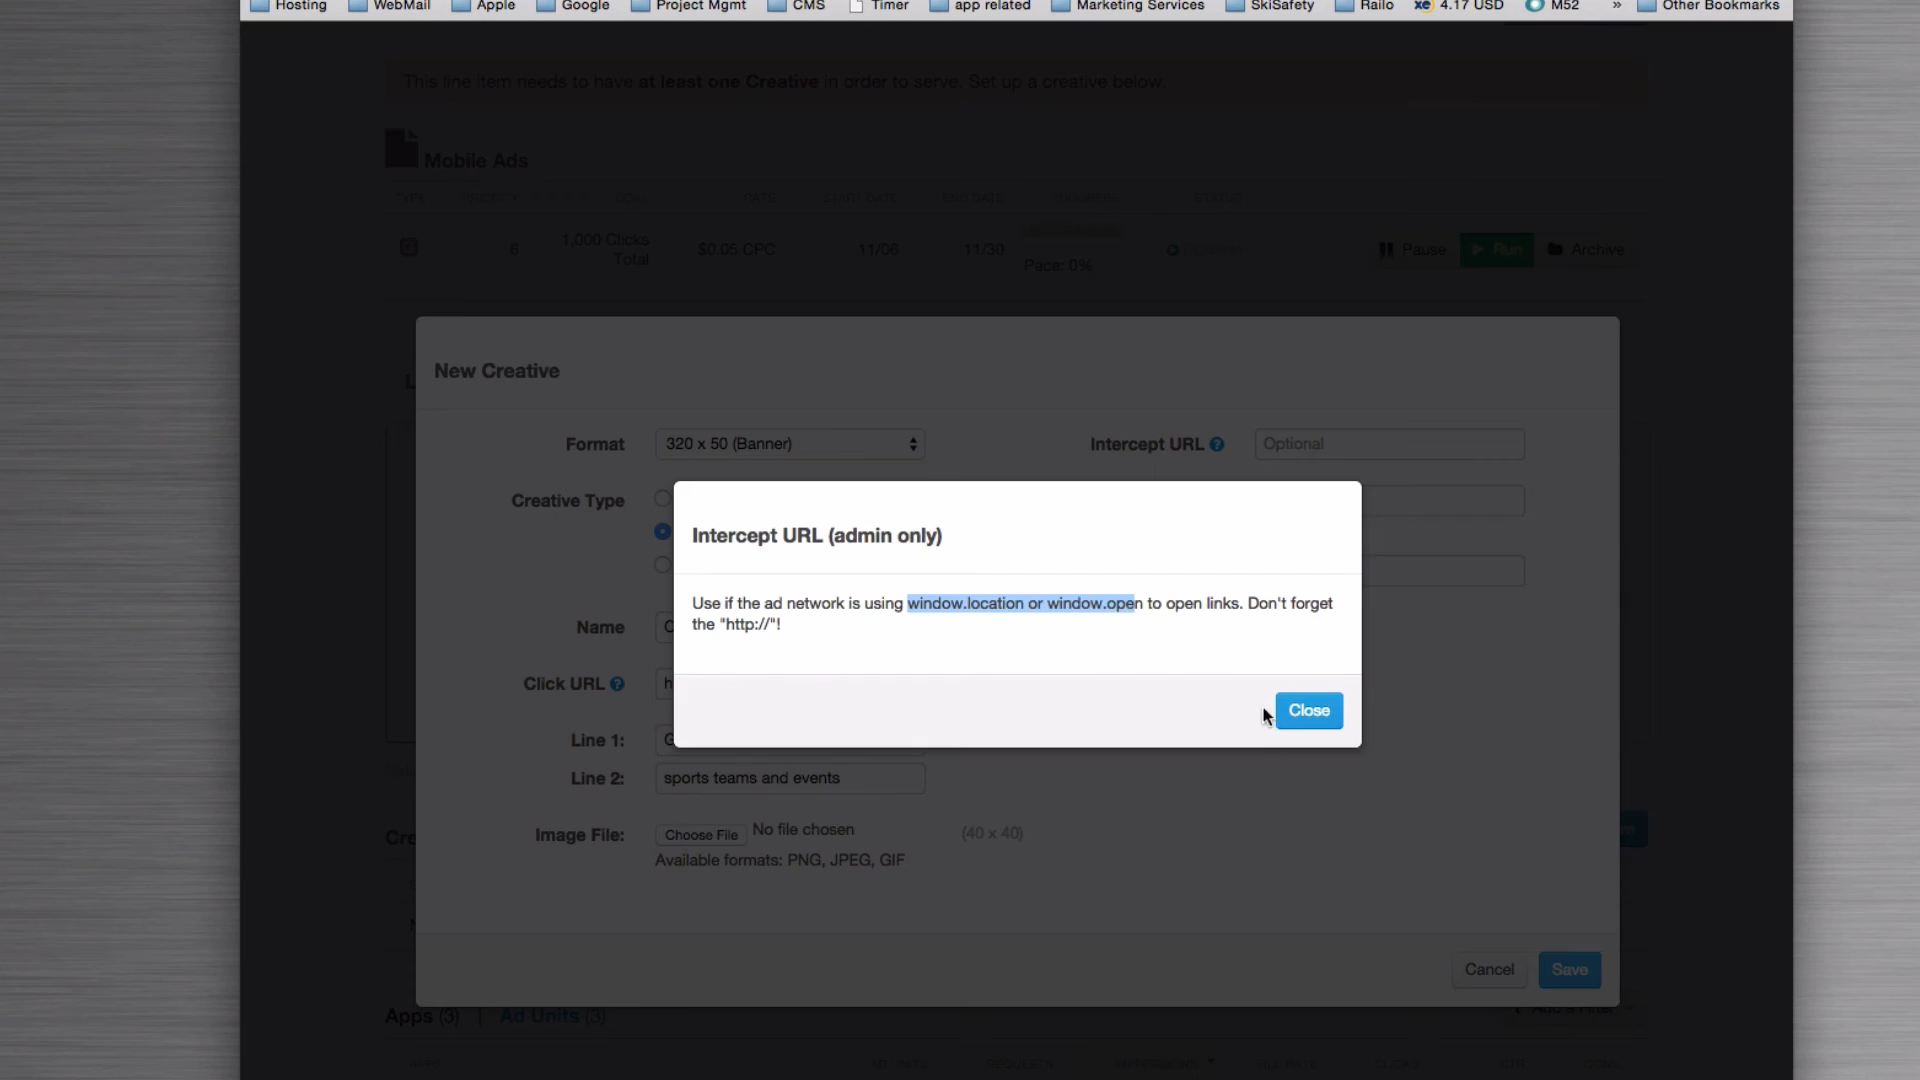 Hosting WebMail Apple Google Project Mgmt CMS Timer app related Marketing Services SkiSafety Railo xe 4.17 USD M52 » Other Bookmarks
This line item needs to have at least one Creative in order to serve. Set up a creative below.
Mobile Ads
TYPE PRIORITY GOAL RATE START DATE END DATE STATUS
6 1,000 Clicks Total $0.05 CPC 11/06 11/30 Pace: 0% Pause Run Archive
New Creative
Format 320 x 50 (Banner) Intercept URL ? Optional
Creative Type
Intercept URL (admin only)
Use if the ad network is using window.location or window.open to open links. Don't forget
the "http://"!
Close
Name
Click URL ?
Line 1:
Line 2: sports teams and events
Image File: Choose File No file chosen (40 x 40)
Available formats: PNG, JPEG, GIF
Cancel Save
Apps (3) | Ad Units (3) Add a Filter